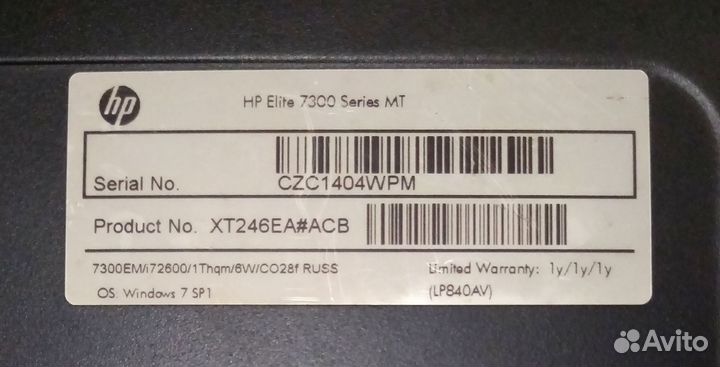 hp
HP Elite 7300 Series MT
Serial No. CZC1404WPM
Product No. XT246EA#ACB
7300EM/i72600/1Thqm/6W/CO28f RUSS
Limited Warranty: 1y/1y/1y
OS: Windows 7 SP1
(LP840AV)
Avito